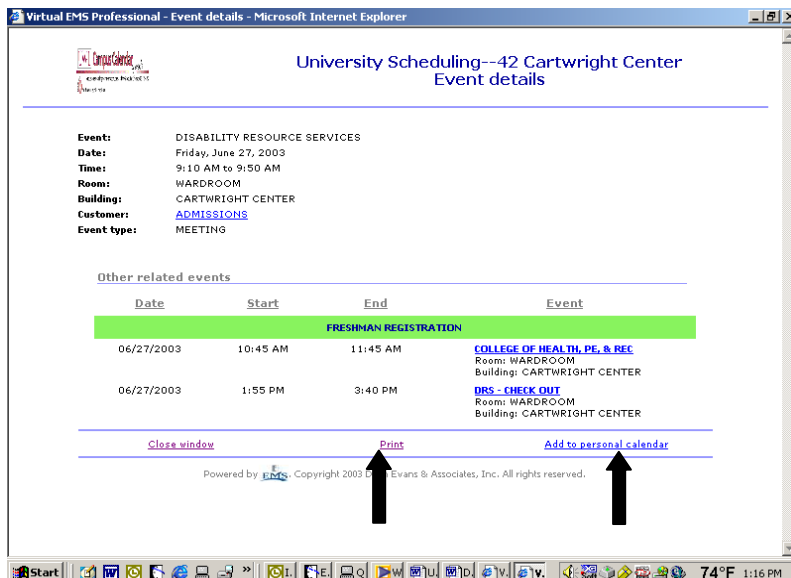 Virtual EMS Professional - Event details - Microsoft Internet Explorer
Campus Calendar
University Scheduling--42 Cartwright Center
Event details
Event: DISABILITY RESOURCE SERVICES
Date: Friday, June 27, 2003
Time: 9:10 AM to 9:50 AM
Room: WARDROOM
Building: CARTWRIGHT CENTER
Customer: ADMISSIONS
Event type: MEETING
Other related events
Date Start End Event
FRESHMAN REGISTRATION
06/27/2003 10:45 AM 11:45 AM COLLEGE OF HEALTH, PE, & REC
Room: WARDROOM
Building: CARTWRIGHT CENTER
06/27/2003 1:55 PM 3:40 PM DRS - CHECK OUT
Room: WARDROOM
Building: CARTWRIGHT CENTER
Close window Print Add to personal calendar
Powered by EMS. Copyright 2003 Evans & Associates, Inc. All rights reserved.
Start » I. E. Q W U. D. V. v. 74°F 1:16 PM